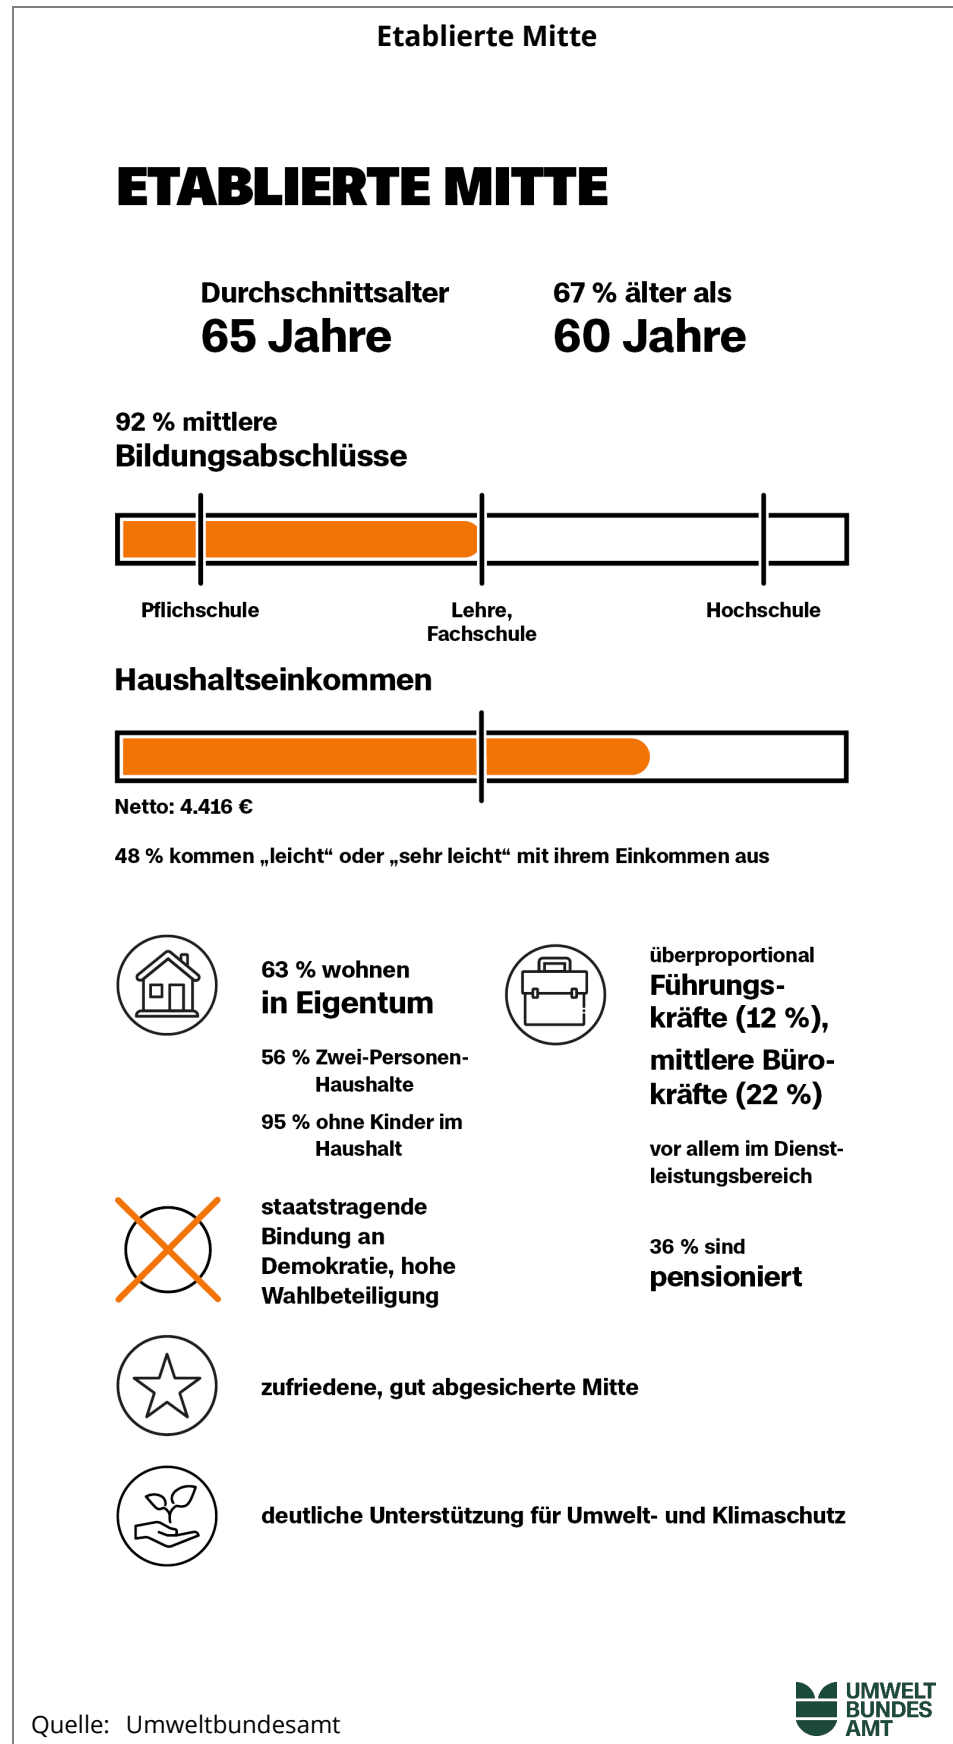 Etablierte Mitte
ETABLIERTE MITTE
Durchschnittsalter
65 Jahre
67 % älter als
60 Jahre
92 % mittlere
Bildungsabschlüsse
Pflichschule
Lehre,
Fachschule
Hochschule
Haushaltseinkommen
Netto: 4.416 €
48 % kommen „leicht“ oder „sehr leicht“ mit ihrem Einkommen aus
63 % wohnen
in Eigentum
56 % Zwei-Personen-
Haushalte
95 % ohne Kinder im
Haushalt
überproportional
Führungs-
kräfte (12 %),
mittlere Büro-
kräfte (22 %)
vor allem im Dienst-
leistungsbereich
36 % sind
pensioniert
staatstragende
Bindung an
Demokratie, hohe
Wahlbeteiligung
zufriedene, gut abgesicherte Mitte
deutliche Unterstützung für Umwelt- und Klimaschutz
Quelle: Umweltbundesamt
UMWELT
BUNDES
AMT